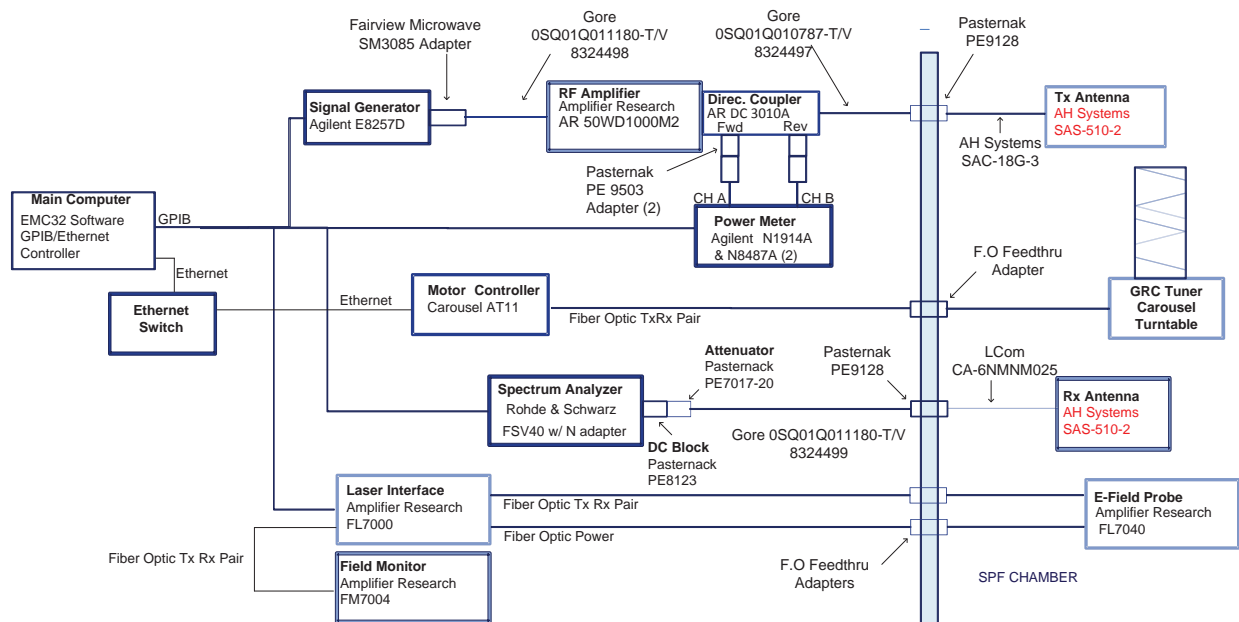 Fairview Microwave
SM3085 Adapter
Gore
0SQ01Q011180-T/V
8324498
Gore
0SQ01Q010787-T/V
8324497
Pasternak
PE9128
Signal Generator
Agilent E8257D
RF Amplifier
Amplifier Research
AR 50WD1000M2
Direc. Coupler
AR DC 3010A
Fwd Rev
Tx Antenna
AH Systems
SAS-510-2
AH Systems
SAC-18G-3
Pasternak
PE 9503
Adapter (2)
CH A
CH B
Main Computer
EMC32 Software
GPIB/Ethernet
Controller
GPIB
Power Meter
Agilent N1914A
& N8487A (2)
F.O Feedthru
Adapter
Ethernet
Ethernet
Switch
Ethernet
Motor Controller
Carousel AT11
Fiber Optic TxRx Pair
GRC Tuner
Carousel
Turntable
Attenuator
Pasternack
PE7017-20
Pasternak
PE9128
LCom
CA-6NMNM025
Spectrum Analyzer
Rohde & Schwarz
FSV40 w/ N adapter
DC Block
Pasternack
PE8123
Gore 0SQ01Q011180-T/V
8324499
Rx Antenna
AH Systems
SAS-510-2
Laser Interface
Amplifier Research
FL7000
Fiber Optic Tx Rx Pair
Fiber Optic Power
E-Field Probe
Amplifier Research
FL7040
Fiber Optic Tx Rx Pair
Field Monitor
Amplifier Research
FM7004
F.O Feedthru
Adapters
SPF CHAMBER